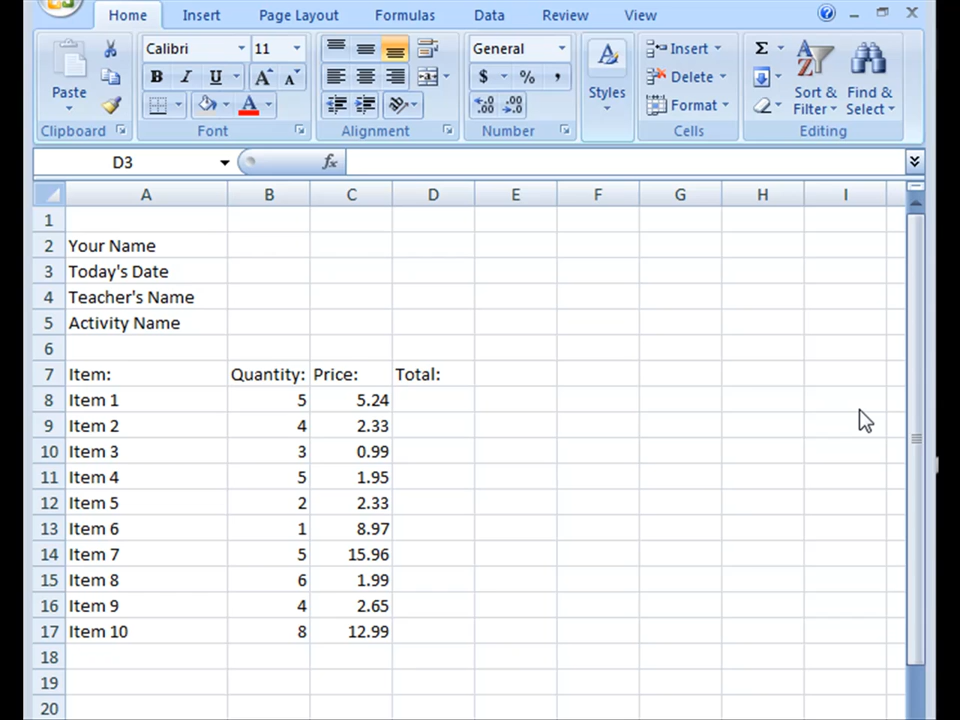 Home Insert Page Layout Formulas Data Review View
Calibri 11 General Insert Σ
Paste B I U A A $ % , Styles Delete Sort & Filter Find & Select
A .00 .00 Format
Clipboard Font Alignment Number Cells Editing
D3 fx
A B C D E F G H I
1
2 Your Name
3 Today's Date
4 Teacher's Name
5 Activity Name
6
7 Item: Quantity: Price: Total:
8 Item 1 5 5.24
9 Item 2 4 2.33
10 Item 3 3 0.99
11 Item 4 5 1.95
12 Item 5 2 2.33
13 Item 6 1 8.97
14 Item 7 5 15.96
15 Item 8 6 1.99
16 Item 9 4 2.65
17 Item 10 8 12.99
18
19
20